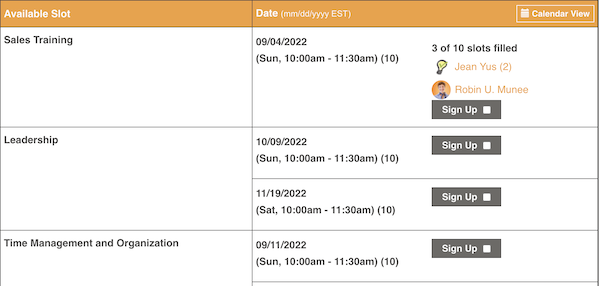 Available Slot
Date (mm/dd/yyyy EST)
Calendar View
Sales Training
09/04/2022
(Sun, 10:00am - 11:30am) (10)
3 of 10 slots filled
Jean Yus (2)
Robin U. Munee
Sign Up
Leadership
10/09/2022
(Sun, 10:00am - 11:30am) (10)
Sign Up
11/19/2022
(Sat, 10:00am - 11:30am) (10)
Sign Up
Time Management and Organization
09/11/2022
(Sun, 10:00am - 11:30am) (10)
Sign Up